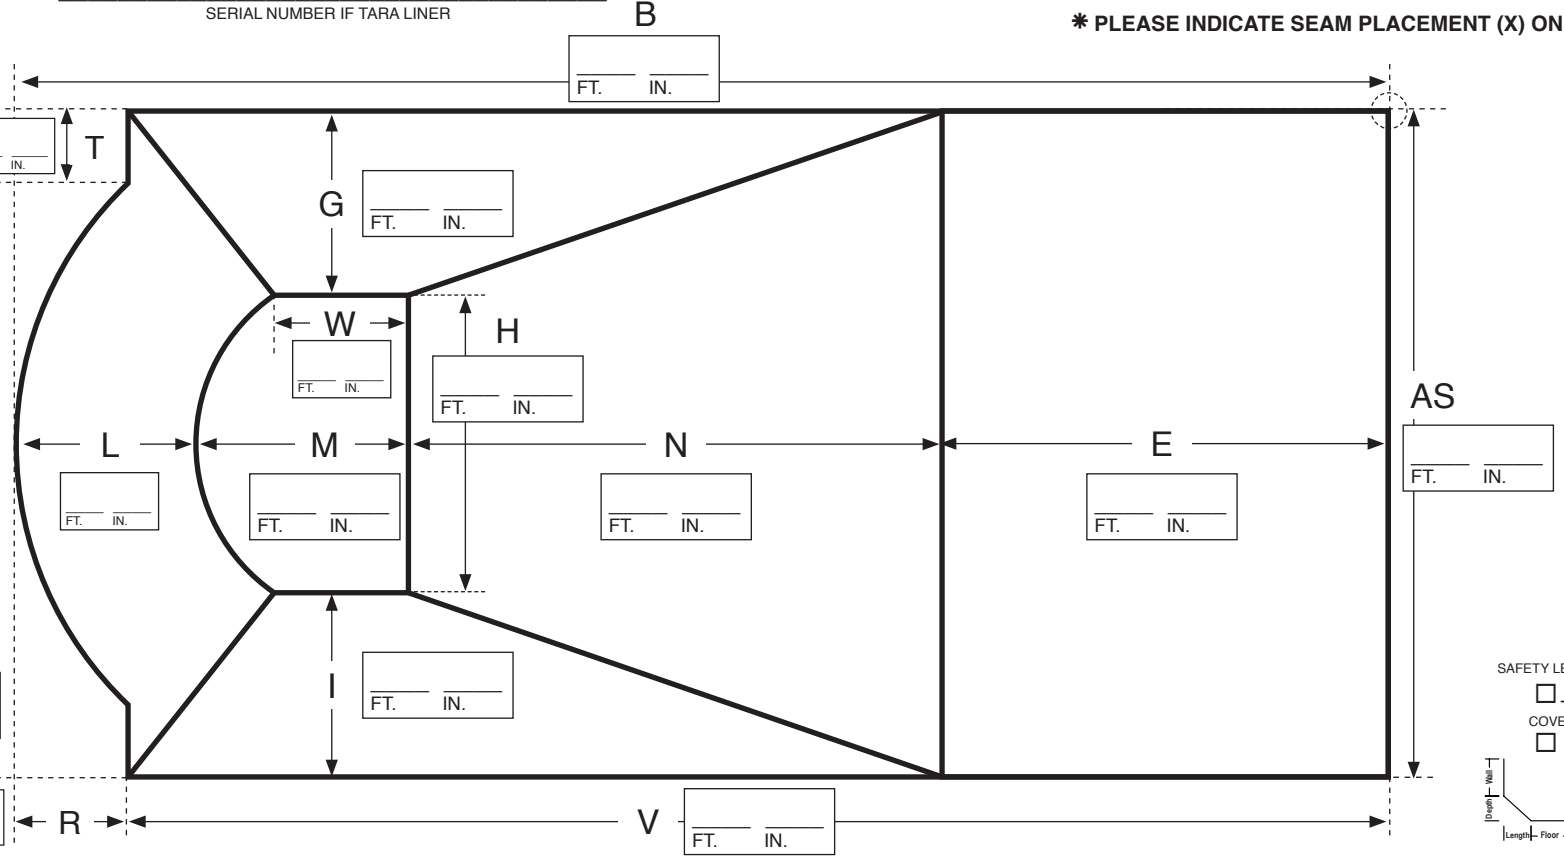 SERIAL NUMBER IF TARA LINER
B
✱ PLEASE INDICATE SEAM PLACEMENT (X) ON
FT. IN.
T
IN.
G
FT. IN.
W
H
FT. IN.
FT. IN.
AS
L
M
N
E
FT. IN.
FT. IN.
FT. IN.
FT. IN.
FT. IN.
I
FT. IN.
SAFETY LE
COVE
Wall
Depth
Length
Floor
R
V
FT. IN.